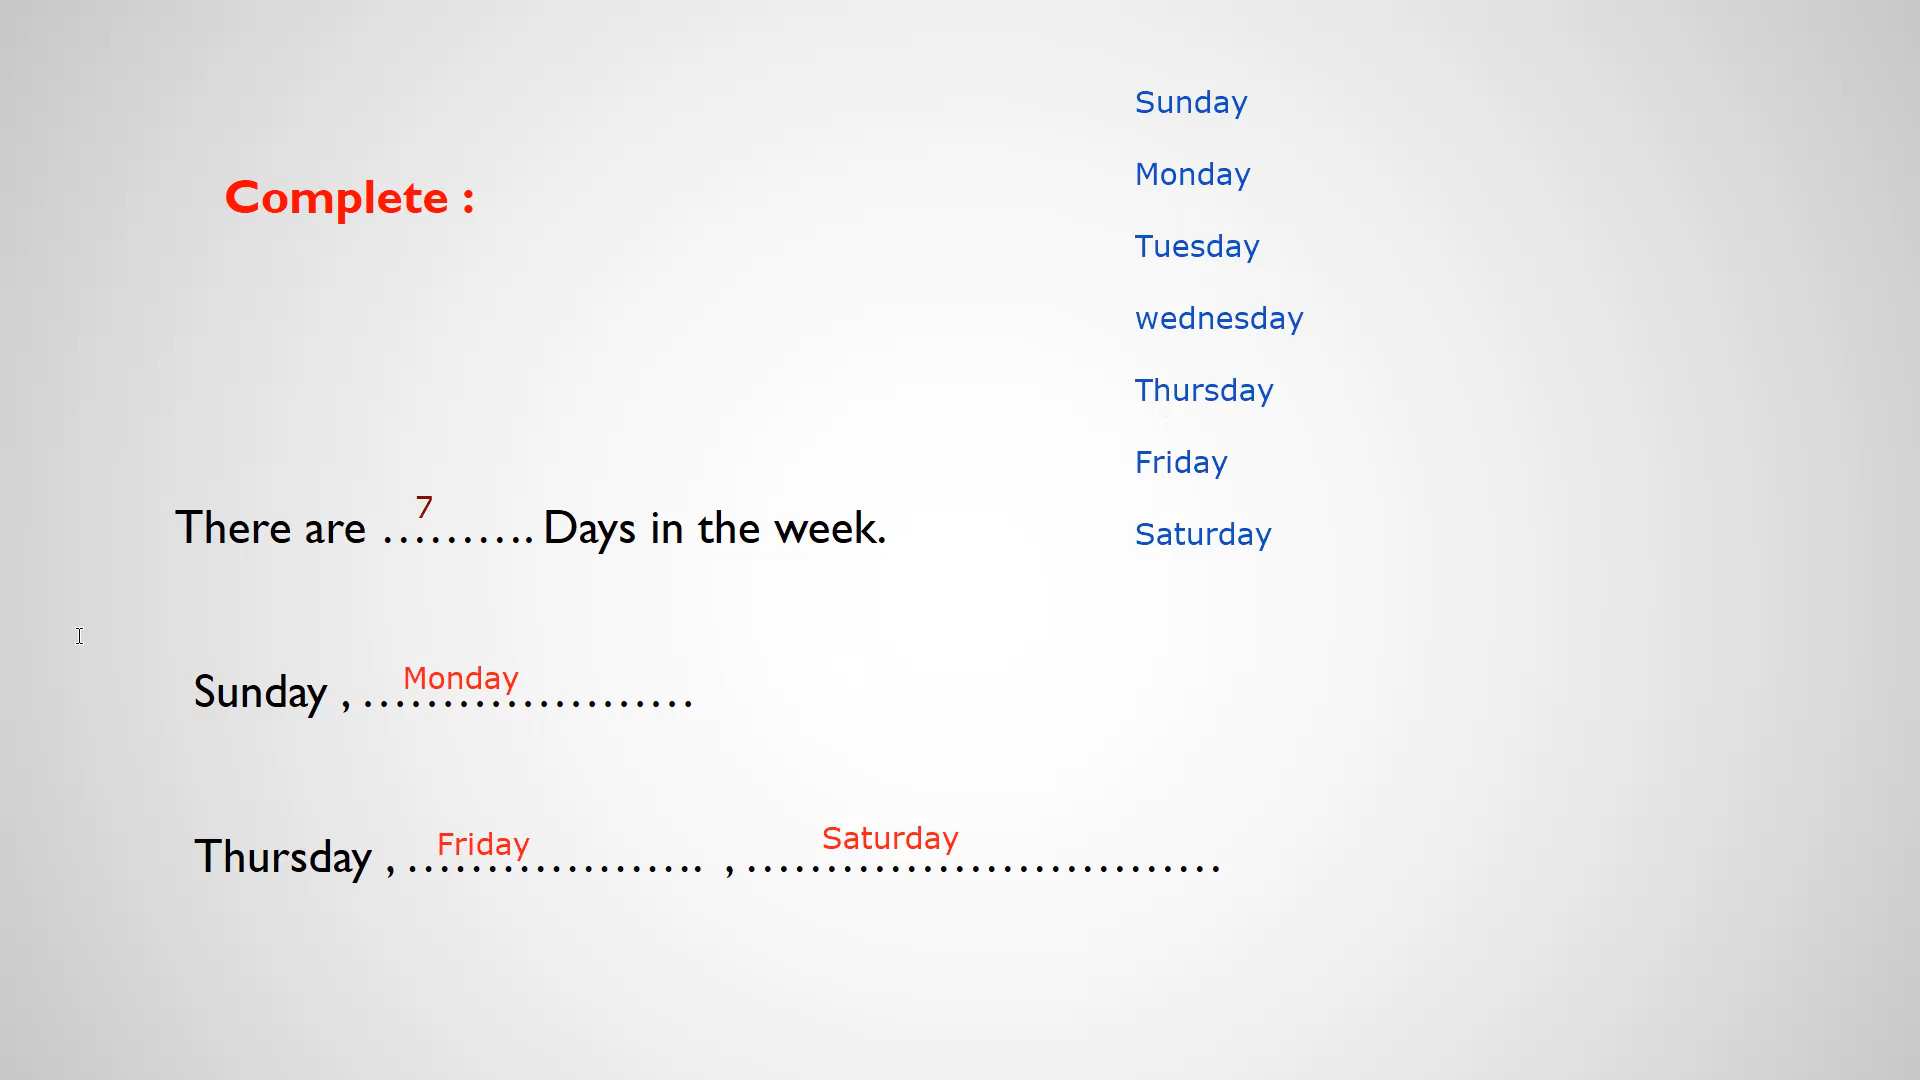 Complete :
There are ………. Days in the week.
7
Sunday , …………………
Monday
Thursday , ………………. , …………………………
Friday
Saturday
Sunday
Monday
Tuesday
wednesday
Thursday
Friday
Saturday